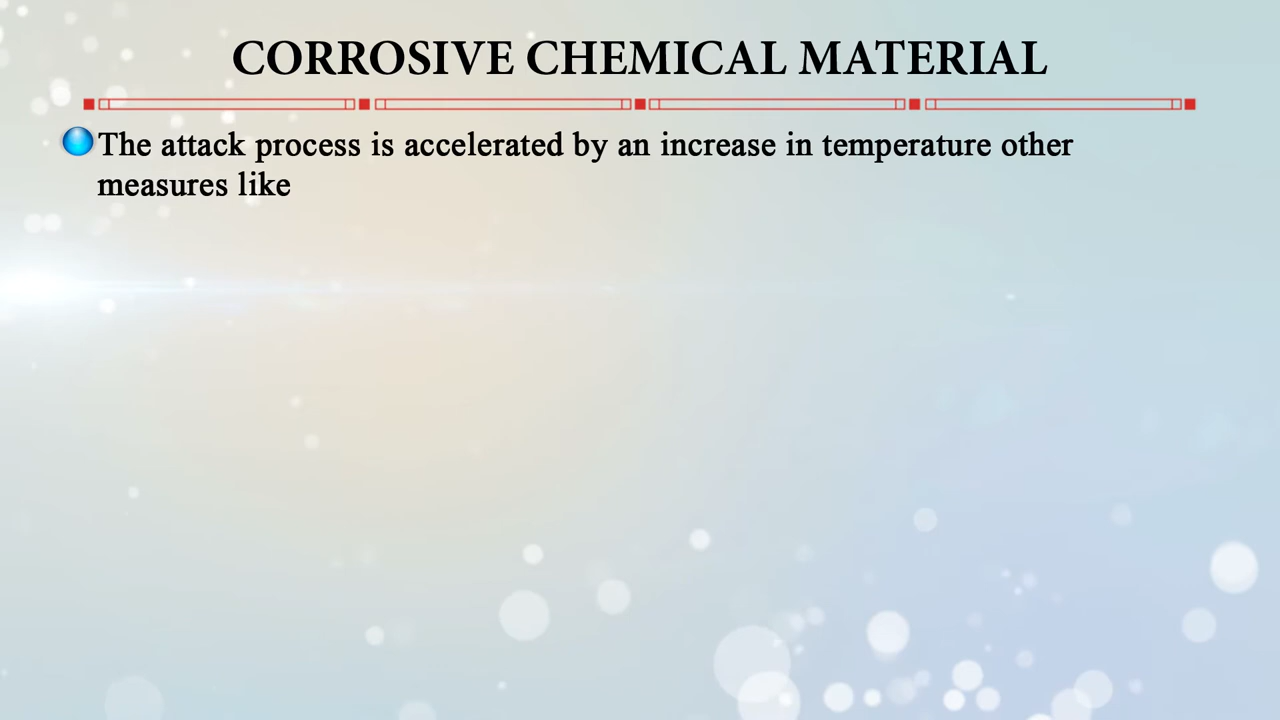 CORROSIVE CHEMICAL MATERIAL
The attack process is accelerated by an increase in temperature other
measures like